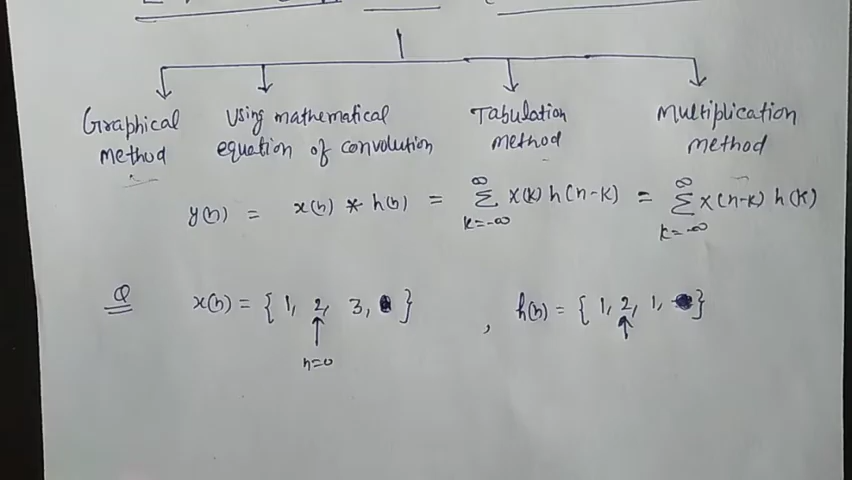 Graphical method
Using mathematical equation of convolution
Tabulation method
Multiplication method
y(n) = x(n) * h(n) = ∞ Σ k=-∞ x(k) h(n-k) = ∞ Σ k=-∞ x(n-k) h(k)
Q x(n) = { 1, 2, 3, } , h(n) = { 1, 2, 1, }
↑ ↑
n=0